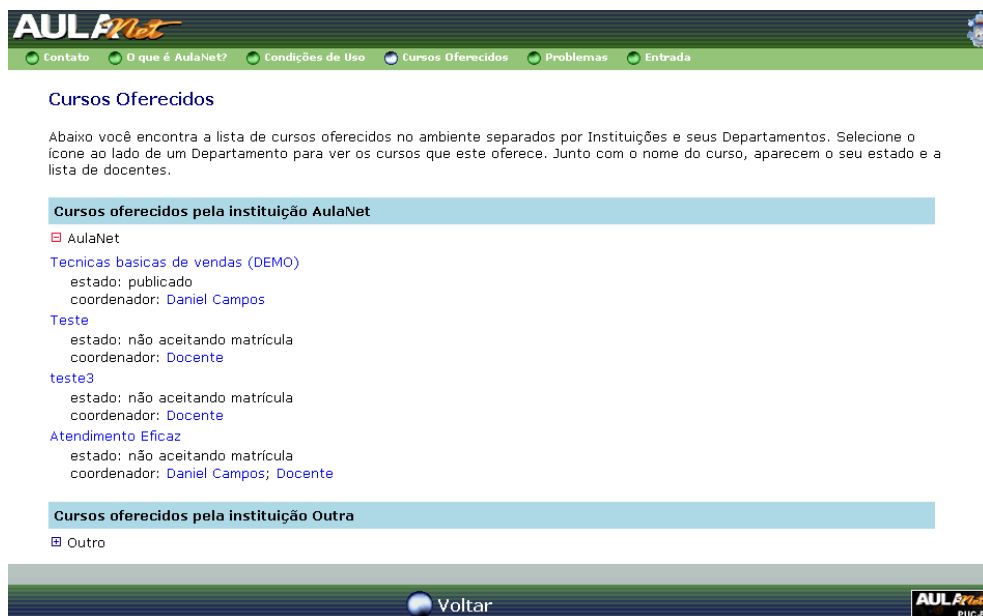 AULANet
Contato O que é AulaNet? Condições de Uso Cursos Oferecidos Problemas Entrada
Cursos Oferecidos
Abaixo você encontra a lista de cursos oferecidos no ambiente separados por Instituições e seus Departamentos. Selecione o
ícone ao lado de um Departamento para ver os cursos que este oferece. Junto com o nome do curso, aparecem o seu estado e a
lista de docentes.
Cursos oferecidos pela instituição AulaNet
AulaNet
Tecnicas basicas de vendas (DEMO)
estado: publicado
coordenador: Daniel Campos
Teste
estado: não aceitando matrícula
coordenador: Docente
teste3
estado: não aceitando matrícula
coordenador: Docente
Atendimento Eficaz
estado: não aceitando matrícula
coordenador: Daniel Campos; Docente
Cursos oferecidos pela instituição Outra
Outro
Voltar
AULANet